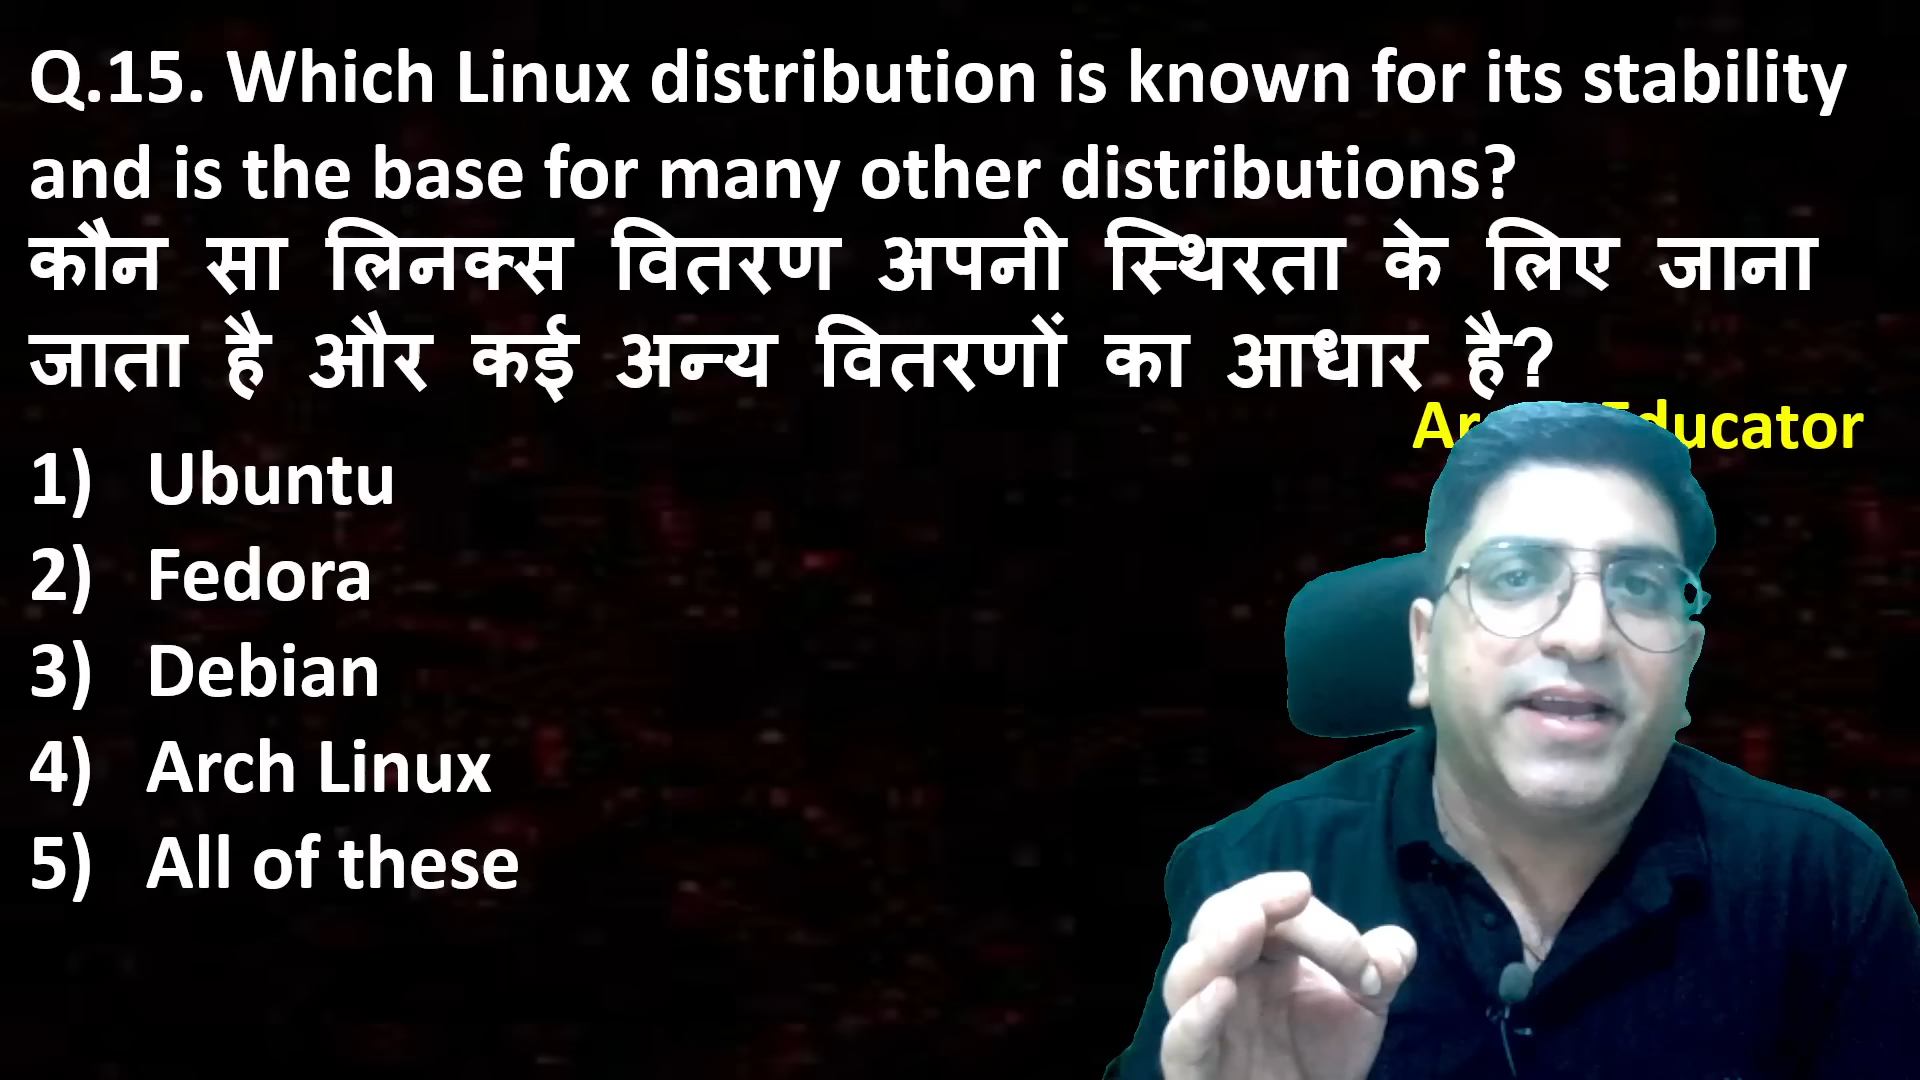 Q.15. Which Linux distribution is known for its stability
and is the base for many other distributions?
कौन सा लिनक्स वितरण अपनी स्थिरता के लिए जाना
जाता है और कई अन्य वितरणों का आधार है?
1) Ubuntu
2) Fedora
3) Debian
4) Arch Linux
5) All of these